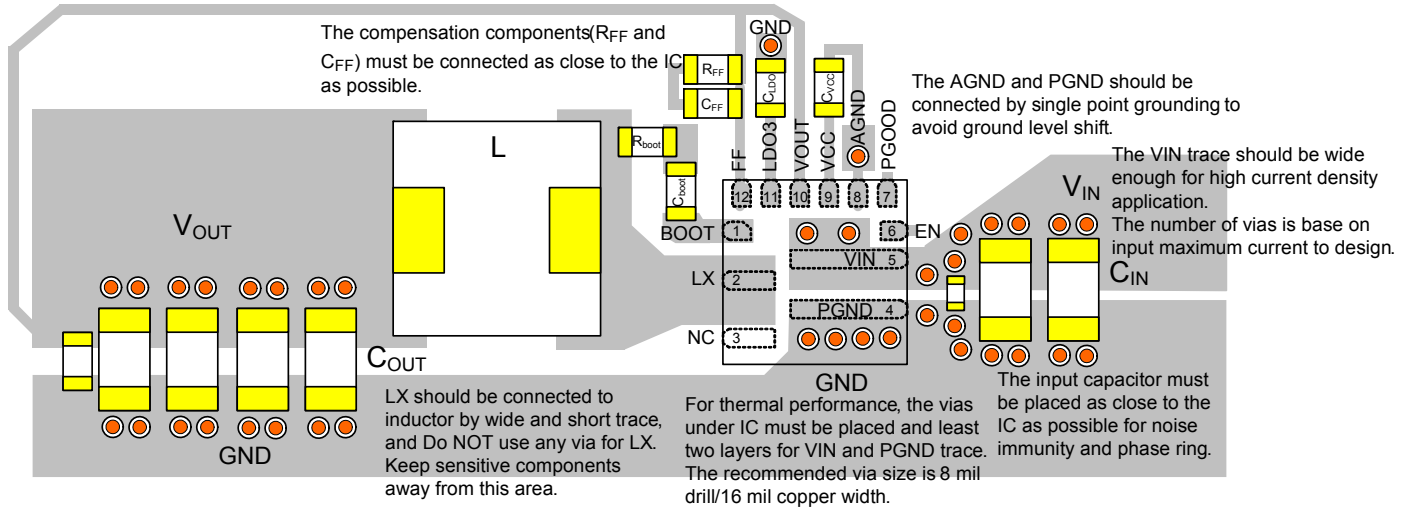 The compensation components(RFF and
CFF) must be connected as close to the IC
as possible.
GND
RFF
CFF
CLDO
CVCC
AGND
The AGND and PGND should be
connected by single point grounding to
avoid ground level shift.
L
Rboot
Cboot
FF
LDO3
VOUT
VCC
PGOOD
12
11
10
9
8
7
The VIN trace should be wide
enough for high current density
application.
The number of vias is base on
input maximum current to design.
VIN
VOUT
BOOT
1
6
EN
VIN
5
LX
2
CIN
PGND
4
NC
3
COUT
GND
LX should be connected to
inductor by wide and short trace,
and Do NOT use any via for LX.
Keep sensitive components
away from this area.
GND
For thermal performance, the vias
under IC must be placed and least
two layers for VIN and PGND trace.
The recommended via size is 8 mil
drill/16 mil copper width.
The input capacitor must
be placed as close to the
IC as possible for noise
immunity and phase ring.